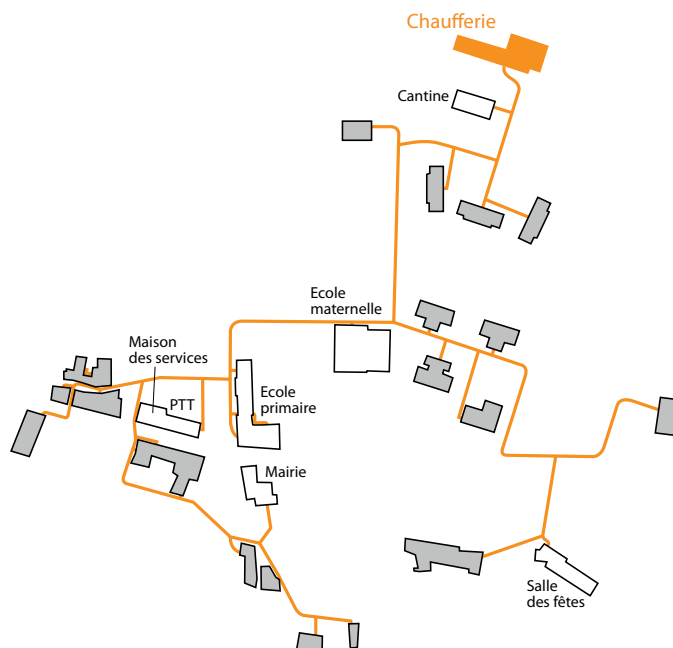 Chaufferie
Cantine
Ecole
maternelle
Maison
des services
PTT
Ecole
primaire
Mairie
Salle
des fêtes